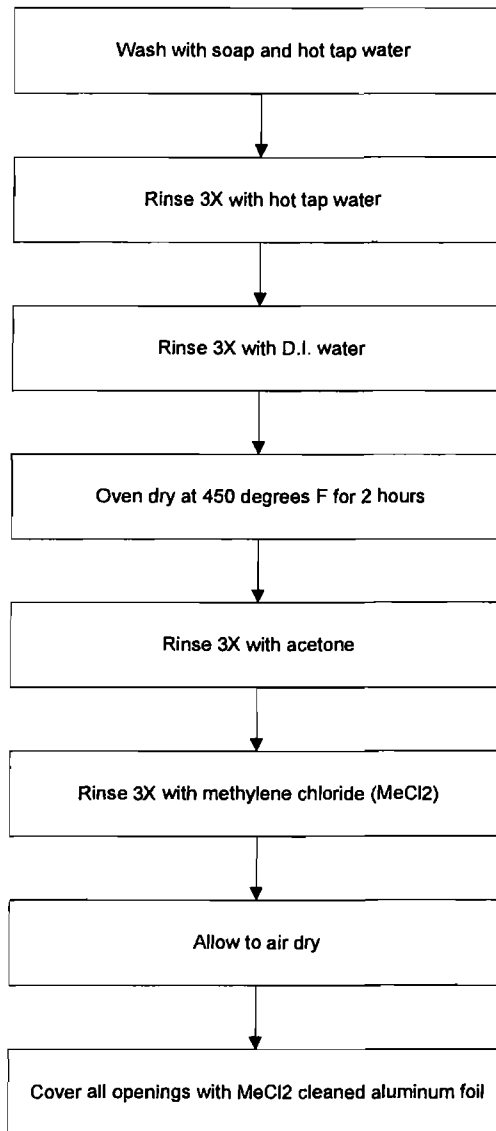 Wash with soap and hot tap water
Rinse 3X with hot tap water
Rinse 3X with D.I. water
Oven dry at 450 degrees F for 2 hours
Rinse 3X with acetone
Rinse 3X with methylene chloride (MeCl2)
Allow to air dry
Cover all openings with MeCl2 cleaned aluminum foil